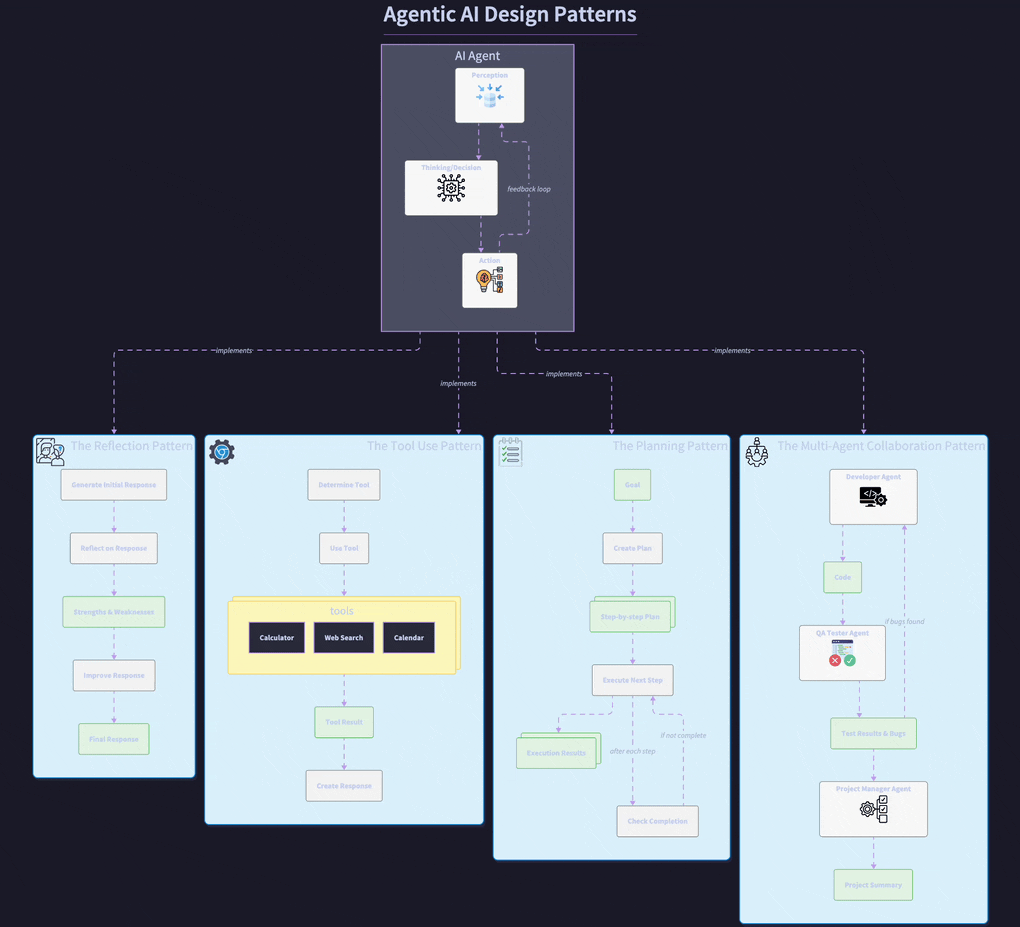 Agentic AI Design Patterns
AI Agent
Perception
Thinking/Decision
feedback loop
Action
implements
implements
implements
implements
The Reflection Pattern
Generate Initial Response
Reflect on Response
Strengths & Weaknesses
Improve Response
Final Response
The Tool Use Pattern
Determine Tool
Use Tool
tools
Calculator
Web Search
Calendar
Tool Result
Create Response
The Planning Pattern
Goal
Create Plan
Step-by-step Plan
Execute Next Step
if not complete
after each step
Execution Results
Check Completion
The Multi-Agent Collaboration Pattern
Developer Agent
Code
if bugs found
QA Tester Agent
Test Results & Bugs
Project Manager Agent
Project Summary